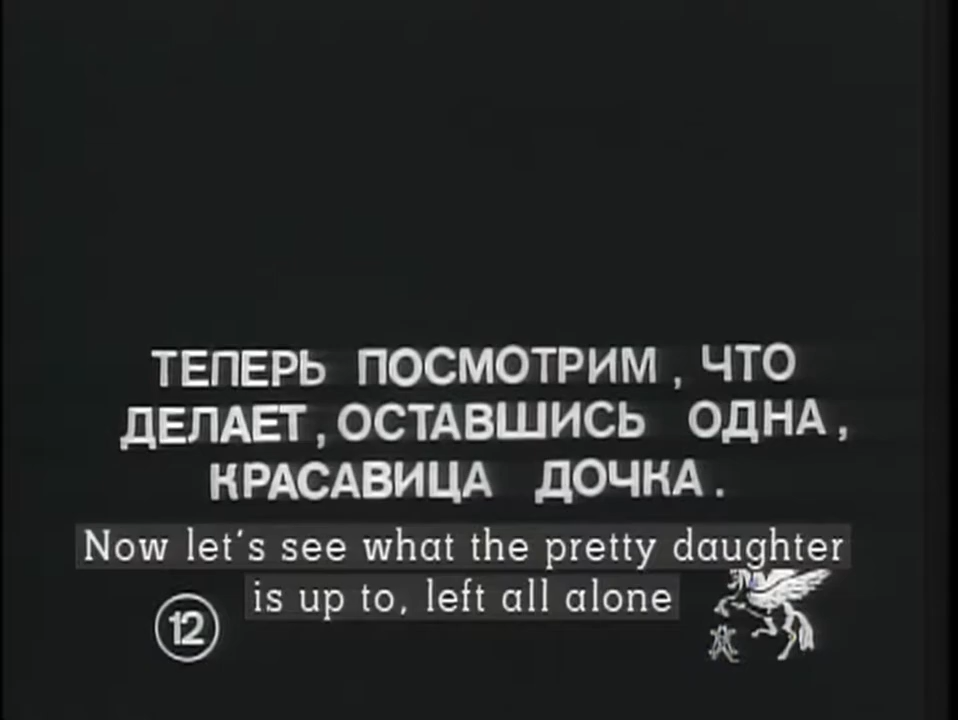 ТЕПЕРЬ ПОСМОТРИМ, ЧТО
ДЕЛАЕТ, ОСТАВШИСЬ ОДНА,
КРАСАВИЦА ДОЧКА.
Now let's see what the pretty daughter
is up to, left all alone
12